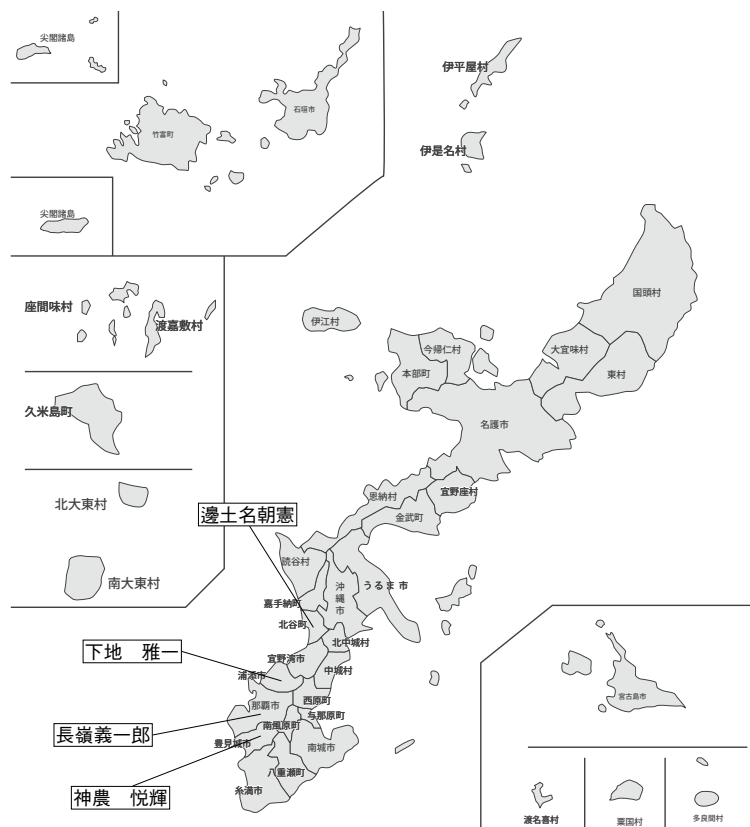 尖閣諸島
石垣市
竹富町
尖閣諸島
伊平屋村
伊是名村
国頭村
座間味村
渡嘉敷村
伊江村
今帰仁村
大宜味村
本部町
東村
久米島町
名護市
北大東村
恩納村
宜野座村
金武町
邊土名朝憲
読谷村
南大東村
沖縄市
うるま市
嘉手納町
北谷町
北中城村
下地　雅一
宜野湾市
中城村
浦添市
西原町
那覇市
与那原町
長嶺義一郎
南風原町
豊見城市
南城市
八重瀬町
神農　悦輝
糸満市
宮古島市
渡名喜村
粟国村
多良間村